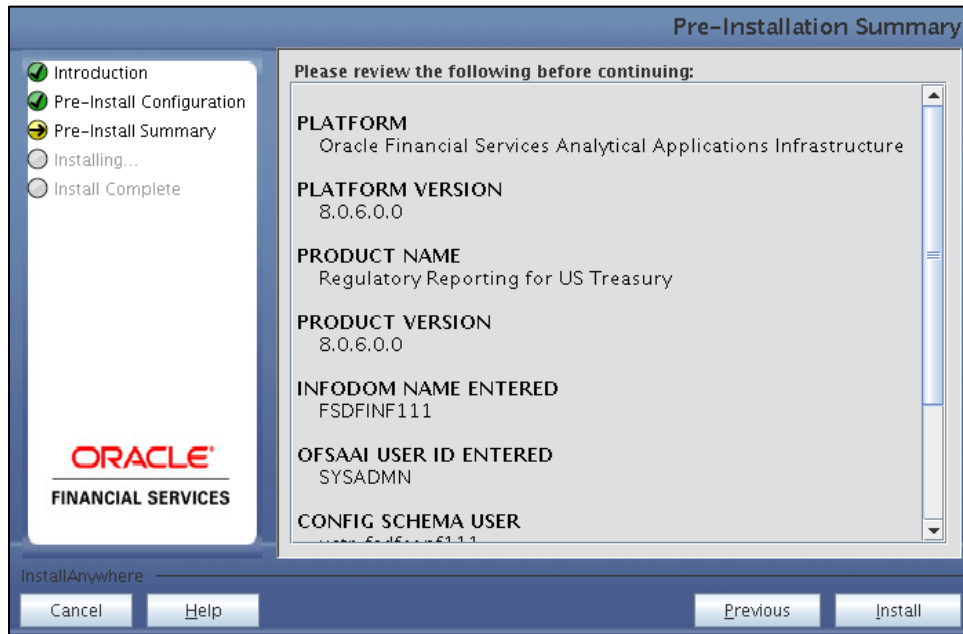 Pre-Installation Summary
Introduction
Pre-Install Configuration
Pre-Install Summary
Installing...
Install Complete
ORACLE
FINANCIAL SERVICES
Please review the following before continuing:
PLATFORM
Oracle Financial Services Analytical Applications Infrastructure
PLATFORM VERSION
8.0.6.0.0
PRODUCT NAME
Regulatory Reporting for US Treasury
PRODUCT VERSION
8.0.6.0.0
INFODOM NAME ENTERED
FSDFINF111
OFSAAI USER ID ENTERED
SYSADMN
CONFIG SCHEMA USER
InstallAnywhere
Cancel
Help
Previous
Install